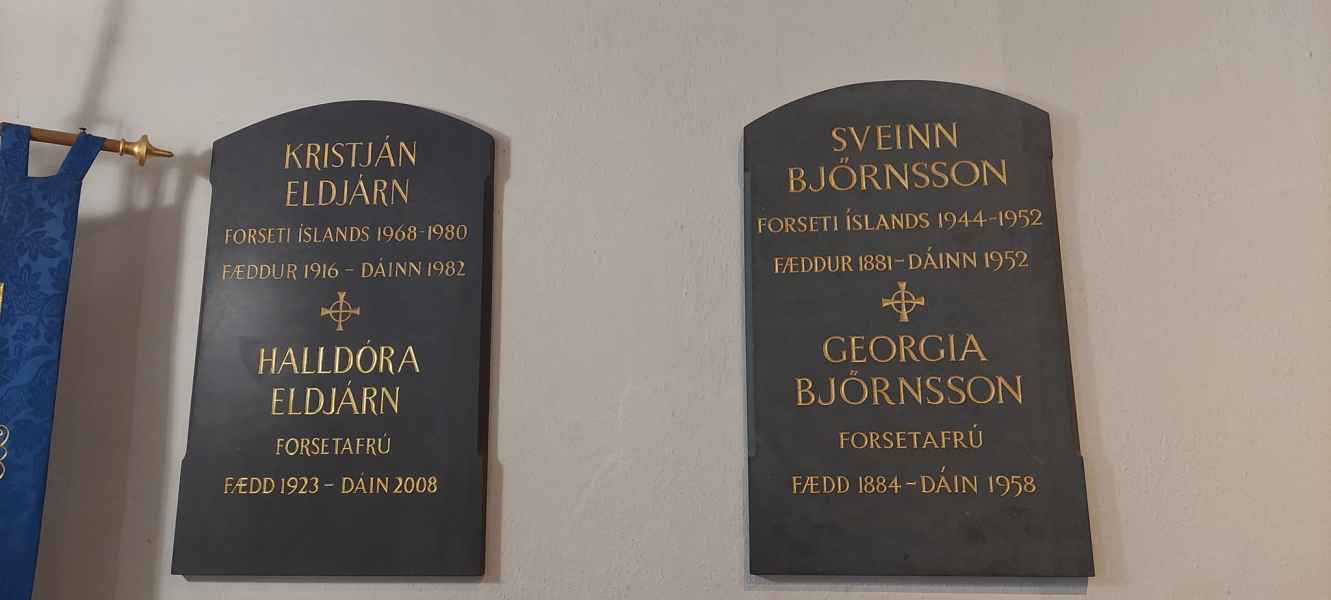 KRISTJÁN
ELDJÁRN
FORSETI ÍSLANDS 1968-1980
FÆDDUR 1916 – DÁINN 1982
HALLDÓRA
ELDJÁRN
FORSETAFRÚ
FÆDD 1923 – DÁIN 2008
SVEINN
BJŐRNSSON
FORSETI ÍSLANDS 1944-1952
FÆDDUR 1881 – DÁINN 1952
GEORGIA
BJŐRNSSON
FORSETAFRÚ
FÆDD 1884 – DÁIN 1958